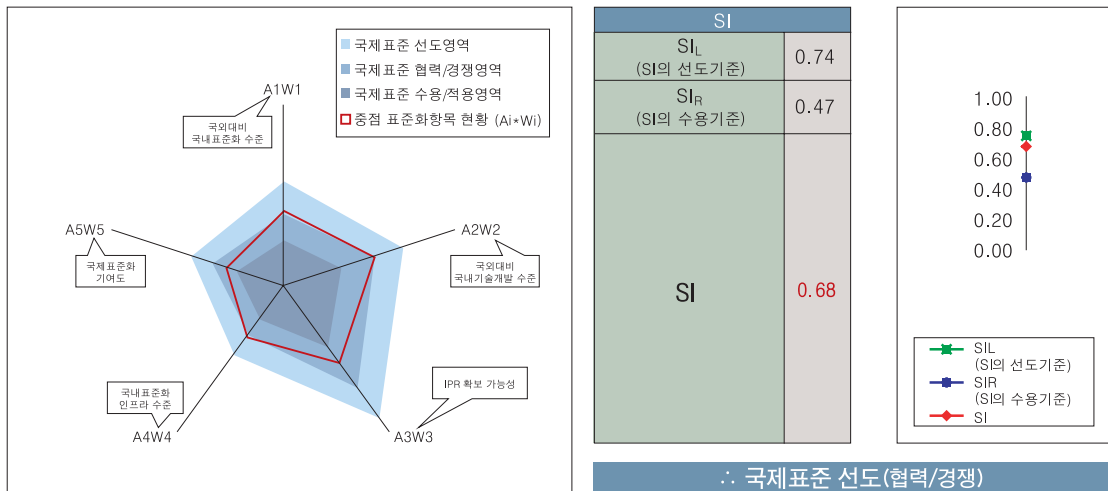 국제표준 선도영역
국제표준 협력/경쟁영역
국제표준 수용/적용영역
중점 표준화항목 현황 (Ai*Wi)
A1W1
국외대비
국내표준화 수준
A2W2
국외대비
국내기술개발 수준
A3W3
IPR 확보 가능성
A4W4
국내표준화
인프라 수준
A5W5
국제표준화
기여도
SI
SIL
(SI의 선도기준)
0.74
SIR
(SI의 수용기준)
0.47
SI
0.68
1.00
0.80
0.60
0.40
0.20
0.00
SIL
(SI의 선도기준)
SIR
(SI의 수용기준)
SI
∴ 국제표준 선도(협력/경쟁)